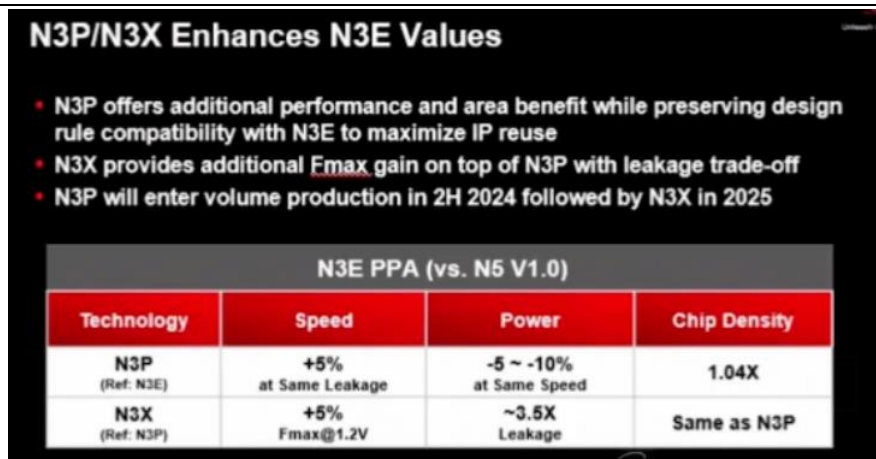 N3P/N3X Enhances N3E Values
• N3P offers additional performance and area benefit while preserving design
rule compatibility with N3E to maximize IP reuse
• N3X provides additional Fmax gain on top of N3P with leakage trade-off
• N3P will enter volume production in 2H 2024 followed by N3X in 2025
N3E PPA (vs. N5 V1.0)
Technology Speed Power Chip Density
N3P +5% -5 ~ -10% 1.04X
(Ref: N3E) at Same Leakage at Same Speed
N3X +5% ~3.5X Same as N3P
(Ref: N3P) Fmax@1.2V Leakage